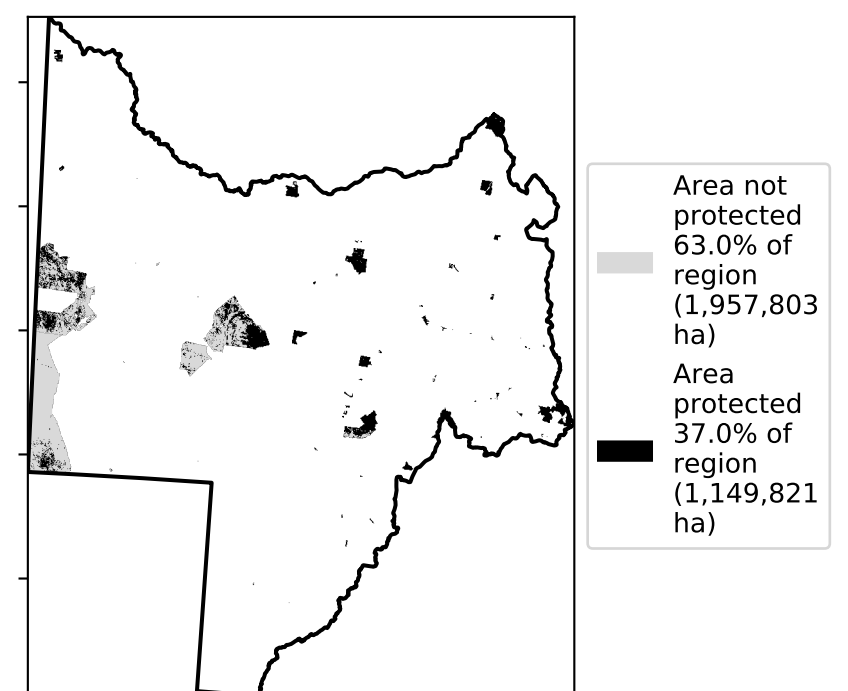 Area not
protected
63.0% of
region
(1,957,803
ha)
Area
protected
37.0% of
region
(1,149,821
ha)